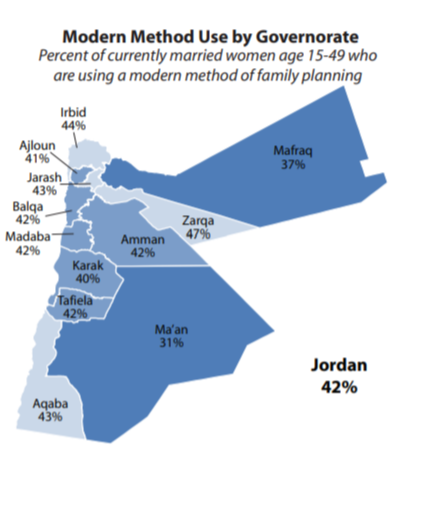 Modern Method Use by Governorate
Percent of currently married women age 15-49 who
are using a modern method of family planning
Irbid
44%
Ajloun
41%
Jarash
43%
Balqa
42%
Madaba
42%
Mafraq
37%
Zarqa
47%
Amman
42%
Karak
40%
Tafiela
42%
Ma'an
31%
Aqaba
43%
Jordan
42%